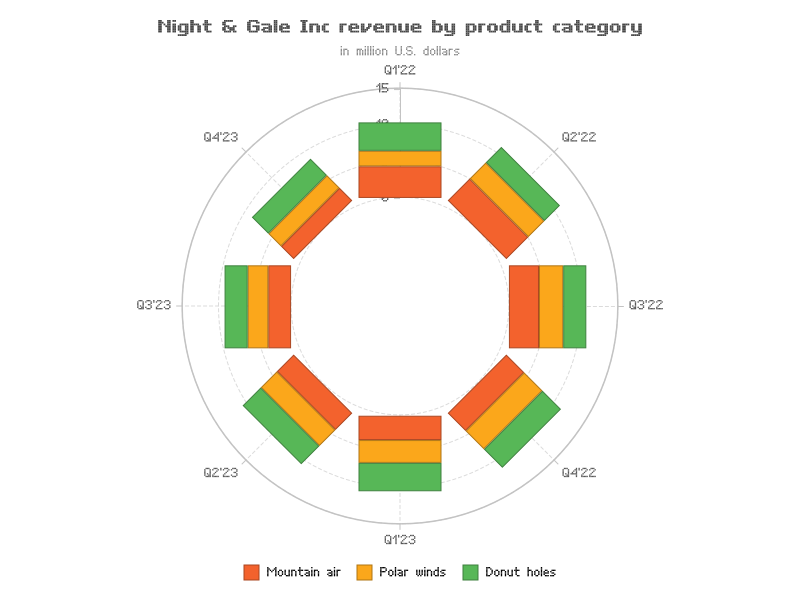 Night & Gale Inc revenue by product category
in million U.S. dollars
Q1'22
15
Q4'23
Q2'22
Q3'23
Q3'22
Q2'23
Q4'22
Q1'23
Mountain air
Polar winds
Donut holes